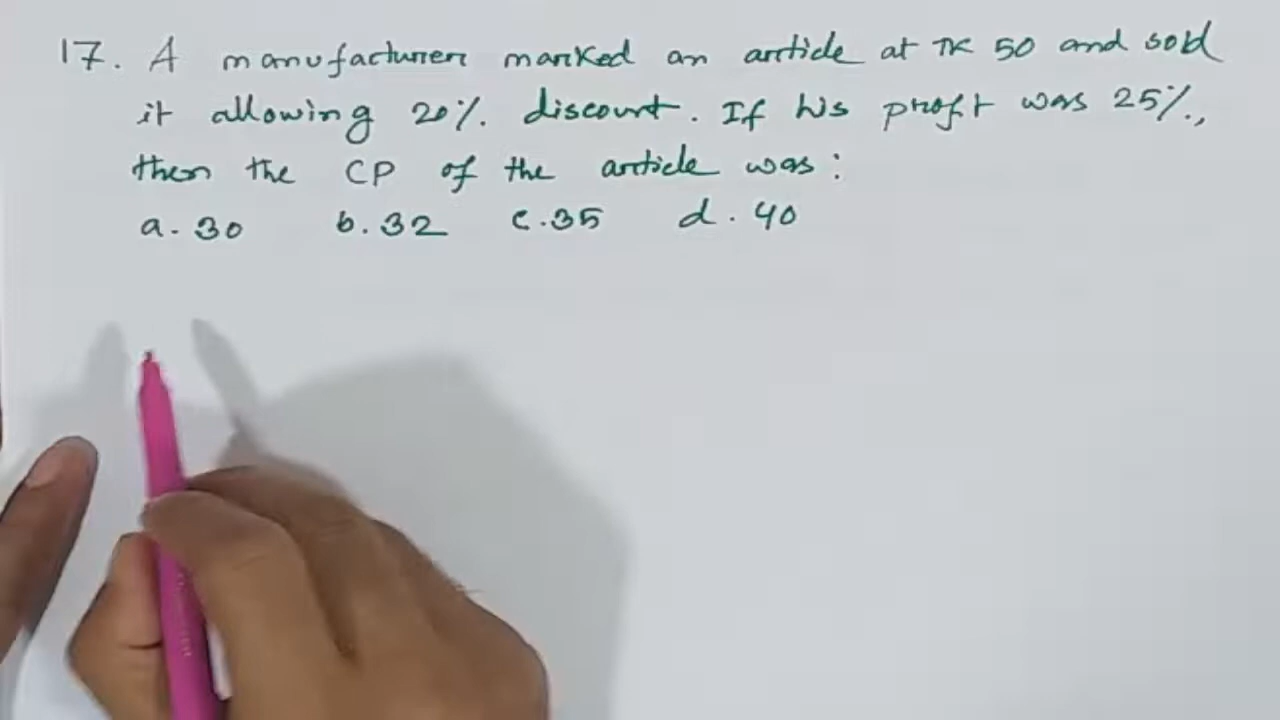 17. A manufacturer marked an article at TK 50 and sold
it allowing 20%. discount. If his profit was 25%.,
then the CP of the article was:
a. 30 b. 32 c. 35 d. 40